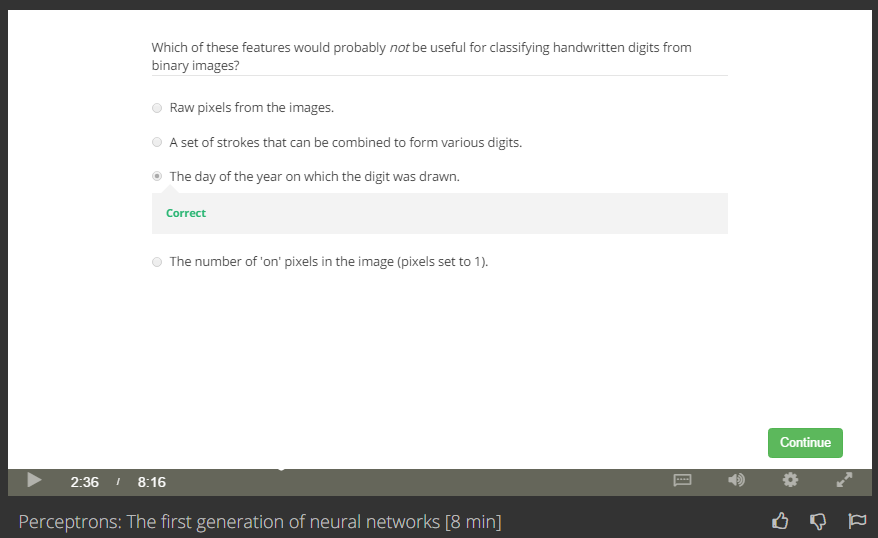 Which of these features would probably not be useful for classifying handwritten digits from
binary images?
Raw pixels from the images.
A set of strokes that can be combined to form various digits.
The day of the year on which the digit was drawn.
Correct
The number of 'on' pixels in the image (pixels set to 1).
Continue
2:36 / 8:16
Perceptrons: The first generation of neural networks [8 min]